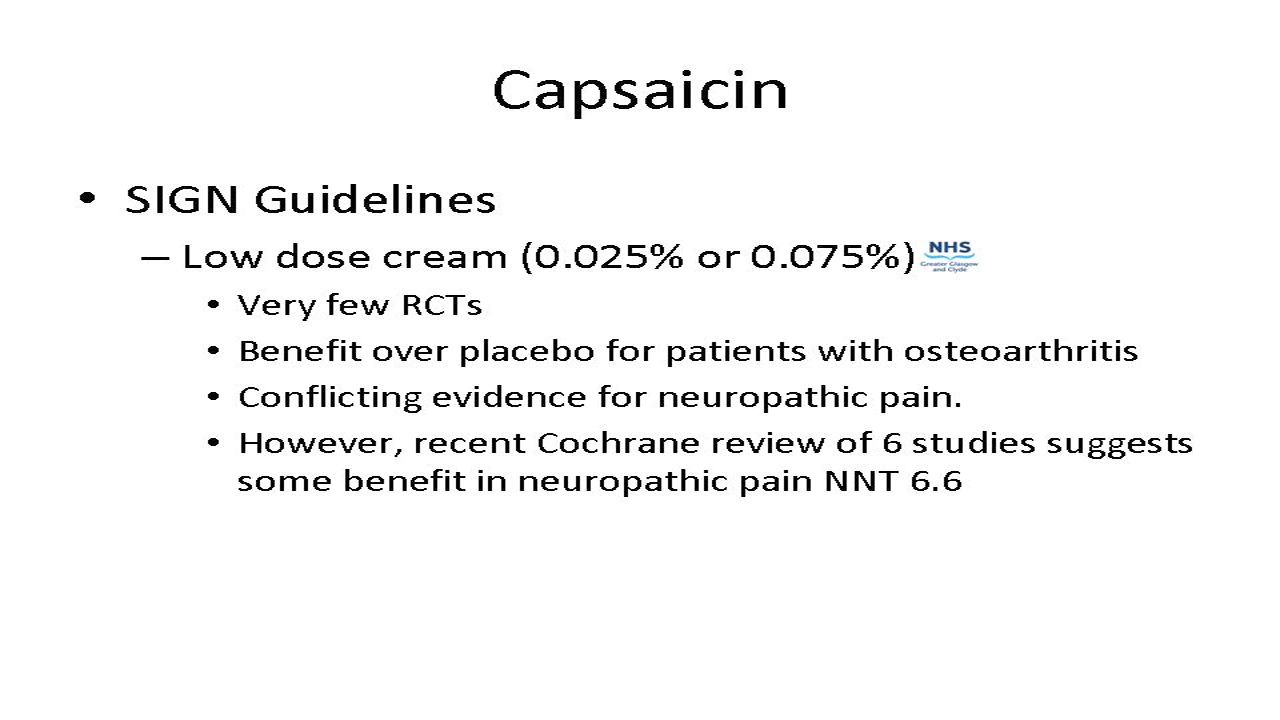 Capsaicin
• SIGN Guidelines
– Low dose cream (0.025% or 0.075%)
NHS
Greater Glasgow
and Clyde
• Very few RCTs
• Benefit over placebo for patients with osteoarthritis
• Conflicting evidence for neuropathic pain.
• However, recent Cochrane review of 6 studies suggests
some benefit in neuropathic pain NNT 6.6